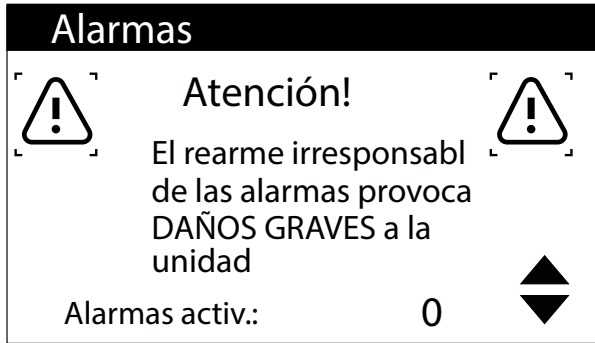 Alarmas
Atención!
El rearme irresponsabl
de las alarmas provoca
DAÑOS GRAVES a la
unidad
Alarmas activ.: 0